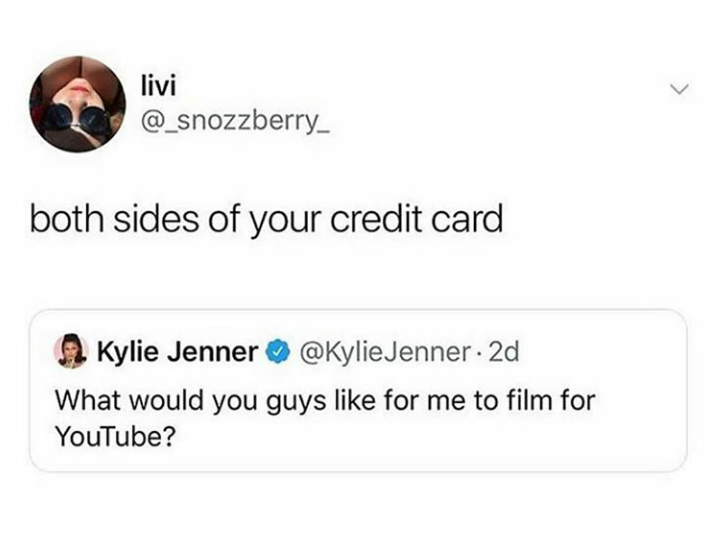 livi
@_snozzberry_
both sides of your credit card
Kylie Jenner @KylieJenner · 2d
What would you guys like for me to film for
YouTube?